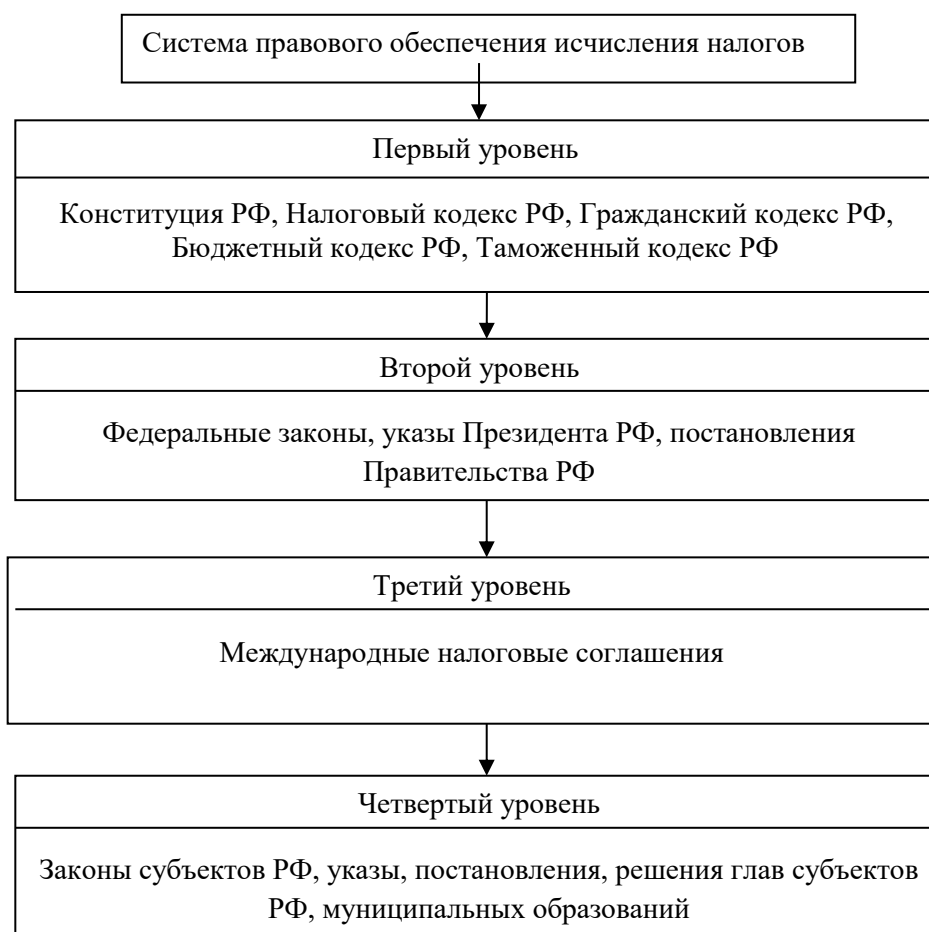 Система правового обеспечения исчисления налогов
Первый уровень
Конституция РФ, Налоговый кодекс РФ, Гражданский кодекс РФ,
Бюджетный кодекс РФ, Таможенный кодекс РФ
Второй уровень
Федеральные законы, указы Президента РФ, постановления
Правительства РФ
Третий уровень
Международные налоговые соглашения
Четвертый уровень
Законы субъектов РФ, указы, постановления, решения глав субъектов
РФ, муниципальных образований